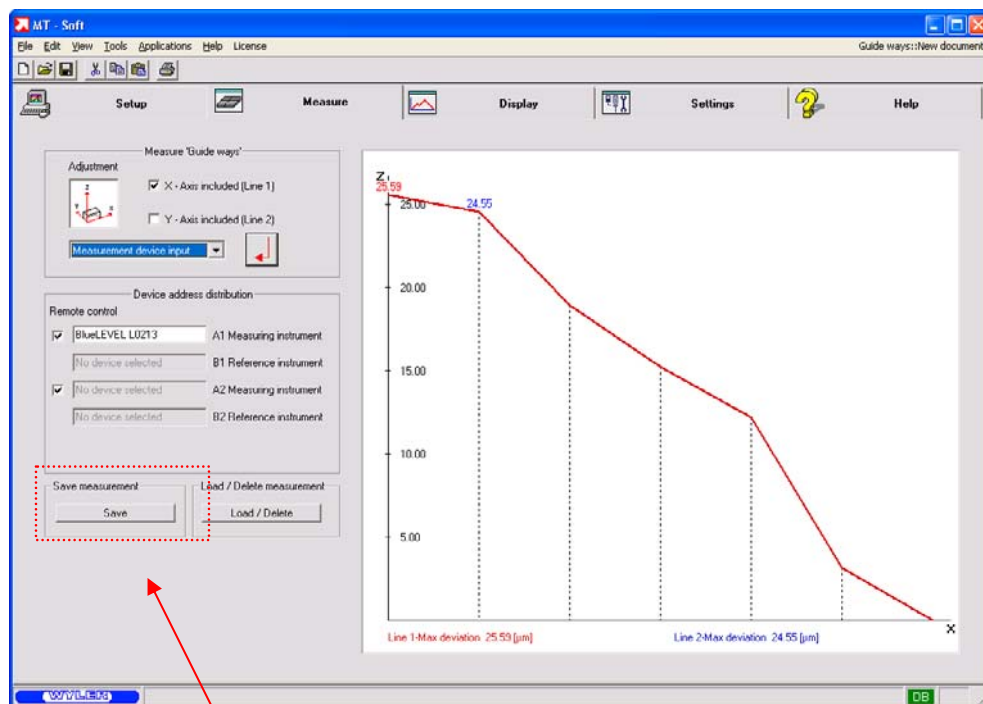 MT - Soft
File Edit View Tools Applications Help License
Guide ways::New document
Setup Measure Display Settings Help
Measure 'Guide ways'
Adjustment
Z
Y X
X - Axis included (Line 1)
Y - Axis included (Line 2)
Measurement device input
Device address distribution
Remote control
BlueLEVEL L0213 A1 Measuring instrument
No device selected B1 Reference instrument
No device selected A2 Measuring instrument
No device selected B2 Reference instrument
Save measurement
Save
Load / Delete measurement
Load / Delete
Z
25.59
25.00
24.55
20.00
15.00
10.00
5.00
X
Line 1-Max deviation 25.59 [µm]
Line 2-Max deviation 24.55 [µm]
WYLER
DB